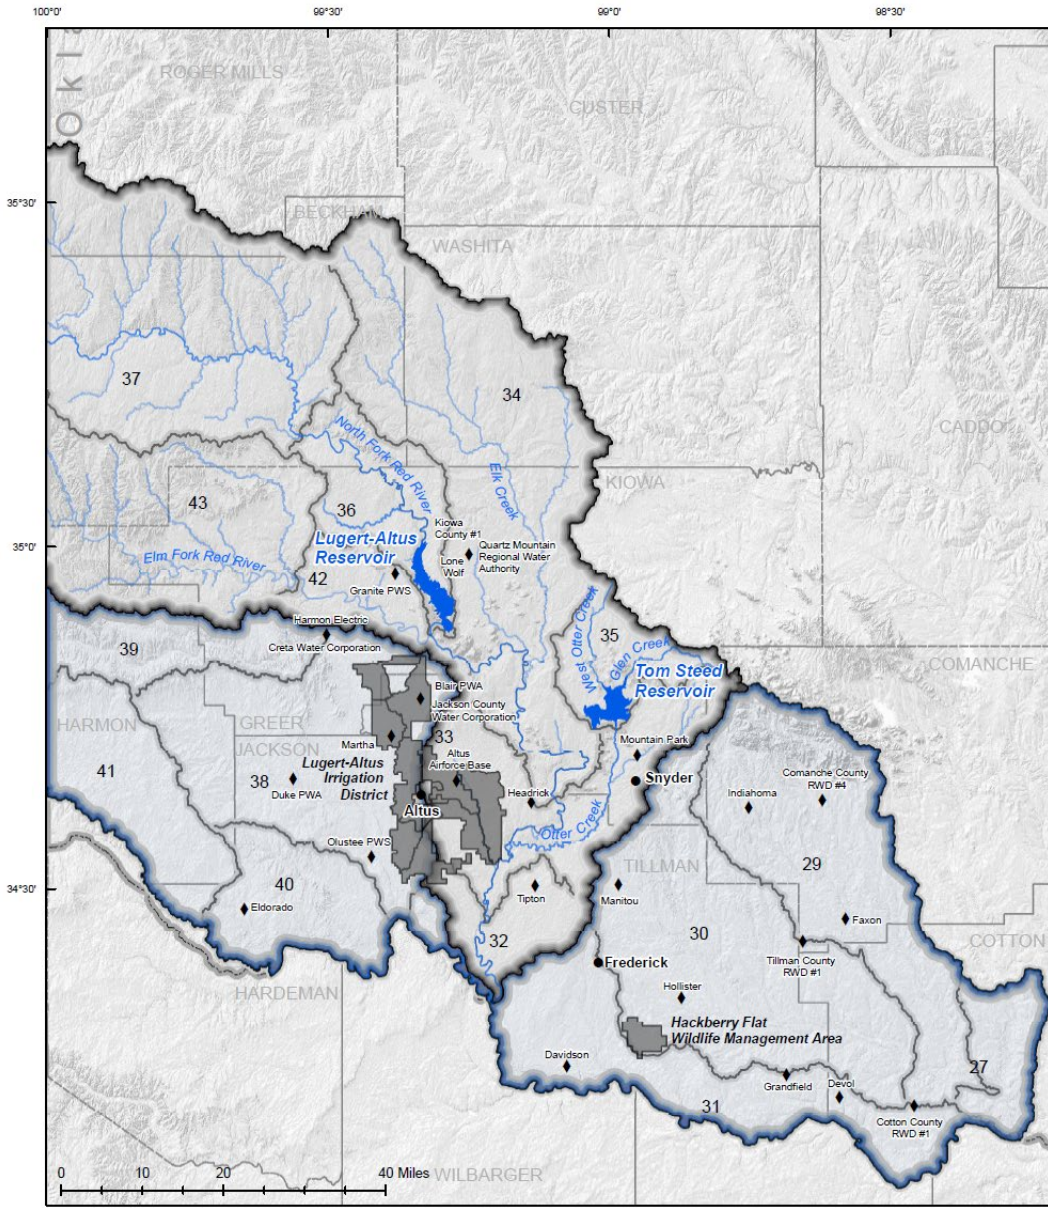 100°0'
99°30'
99°0'
98°30'
ROGER MILLS
CUSTER
35°30'
BECKHAM
WASHITA
37
34
CADDO
North Fork Red River
Elk Creek
KIOWA
43
36
Kiowa
County #1
Lugert-Altus
Reservoir
35°0'
Lone
Wolf
Quartz Mountain
Regional Water
Authority
Elm Fork Red River
42
Granite PWS
West Otter Creek
35
Glen Creek
Harmon Electric
39
Creta Water Corporation
COMANCHE
Tom Steed
Reservoir
Blair PWA
Jackson County
Water Corporation
HARMON
GREER
33
JACKSON
Martha
Mountain Park
Lugert-Altus
Irrigation
District
Altus
Airforce Base
41
38
Duke PWA
Snyder
Comanche County
RWD #4
Indiahoma
Headrick
Altus
Otter Creek
Olustee PWS
TILLMAN
29
34°30'
40
Eldorado
Tipton
Manitou
Faxon
32
30
COTTON
Tillman County
RWD #1
Frederick
HARDEMAN
Hollister
Hackberry Flat
Wildlife Management Area
Davidson
27
Grandfield
Devol
31
Cotton County
RWD #1
0
10
20
40 Miles
WILBARGER